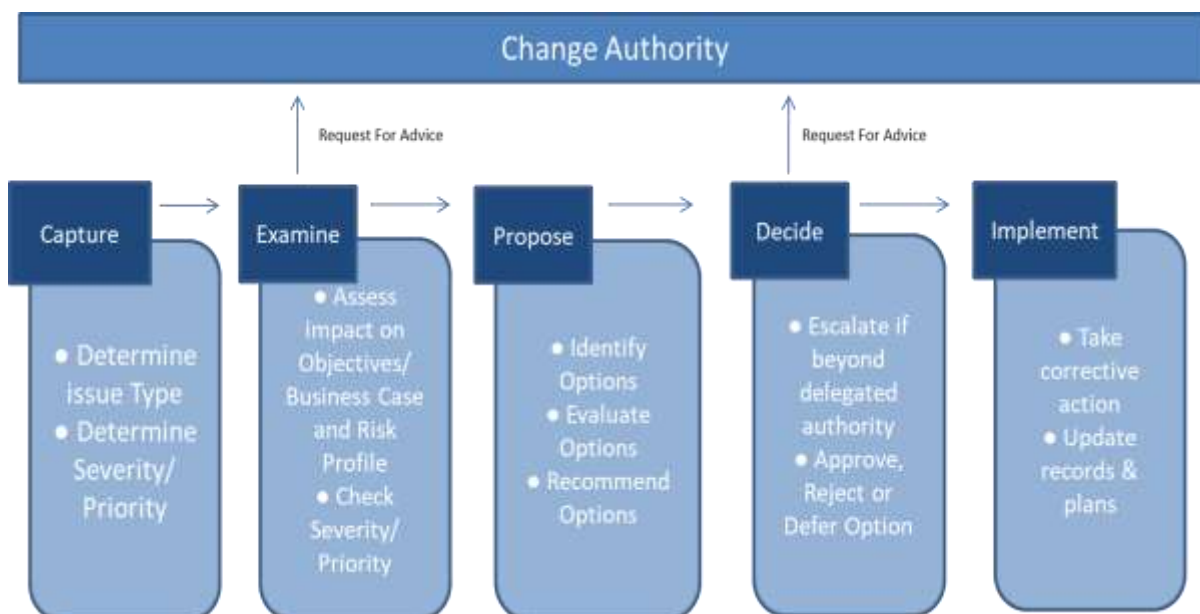 Change Authority
Request For Advice
Request For Advice
Capture
Examine
Propose
Decide
Implement
● Determine
issue Type
● Determine
Severity/
Priority
● Assess
Impact on
Objectives/
Business Case
and Risk
Profile
● Check
Severity/
Priority
● Identify
Options
● Evaluate
Options
● Recommend
Options
● Escalate if
beyond
delegated
authority
● Approve,
Reject or
Defer Option
● Take
corrective
action
● Update
records &
plans